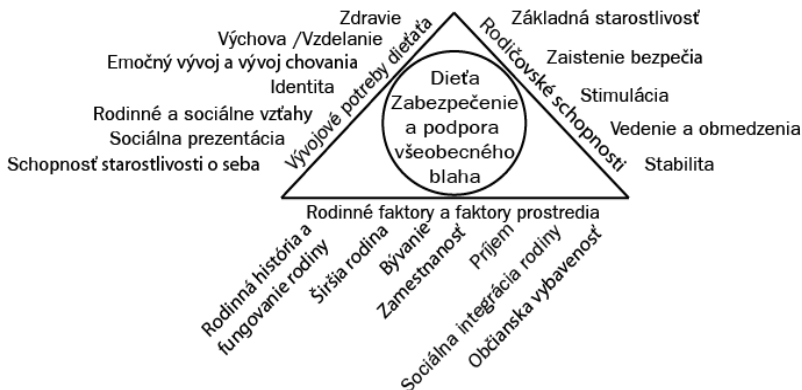 Zdravie
Výchova /Vzdelanie
Emočný vývoj a vývoj chovania
Identita
Rodinné a sociálne vzťahy
Sociálna prezentácia
Schopnosť starostlivosti o seba
Vývojové potreby dieťaťa
Dieťa
Zabezpečenie
a podpora
všeobecného
blaha
Rodičovské schopnosti
Základná starostlivosť
Zaistenie bezpečia
Stimulácia
Vedenie a obmedzenia
Stabilita
Rodinné faktory a faktory prostredia
Rodinná história a
fungovanie rodiny
Širšia rodina
Bývanie
Zamestnanosť
Príjem
Sociálna integrácia rodiny
Občianska vybavenosť